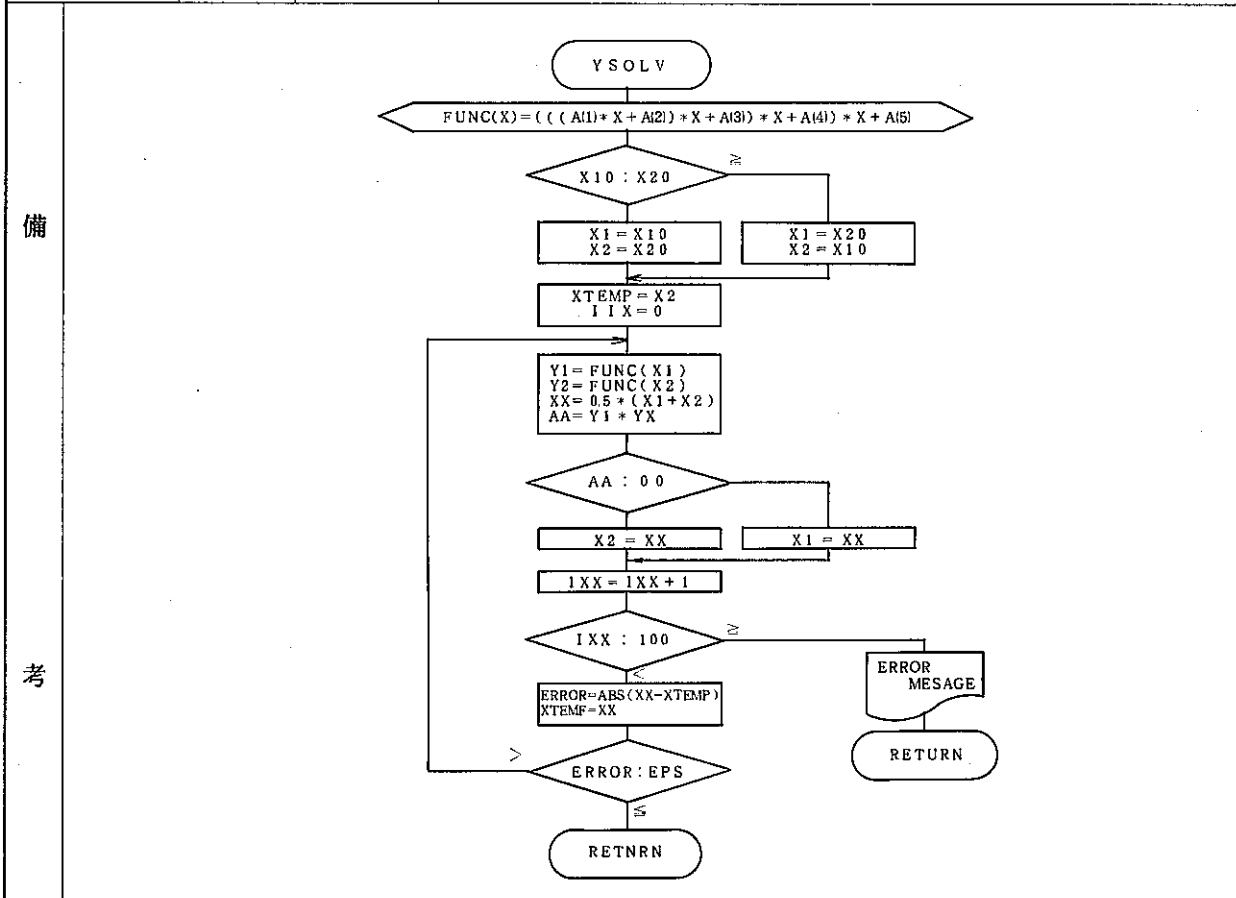 備
考
YSOLV
FUNC(X)=(((A(1)*X+A(2))*X+A(3))*X+A(4))*X+A(5)
X10:X20
≧
X1=X10
X2=X20
X1=X20
X2=X10
XTEMP=X2
IIX=0
Y1=FUNC(X1)
Y2=FUNC(X2)
XX=0.5*(X1+X2)
AA=Y1*YX
AA:00
X2=XX
X1=XX
IXX=IXX+1
IXX:100
≧
<
ERROR
MESAGE
ERROR=ABS(XX-XTEMP)
XTEMF=XX
RETURN
>
ERROR:EPS
≦
RETNRN